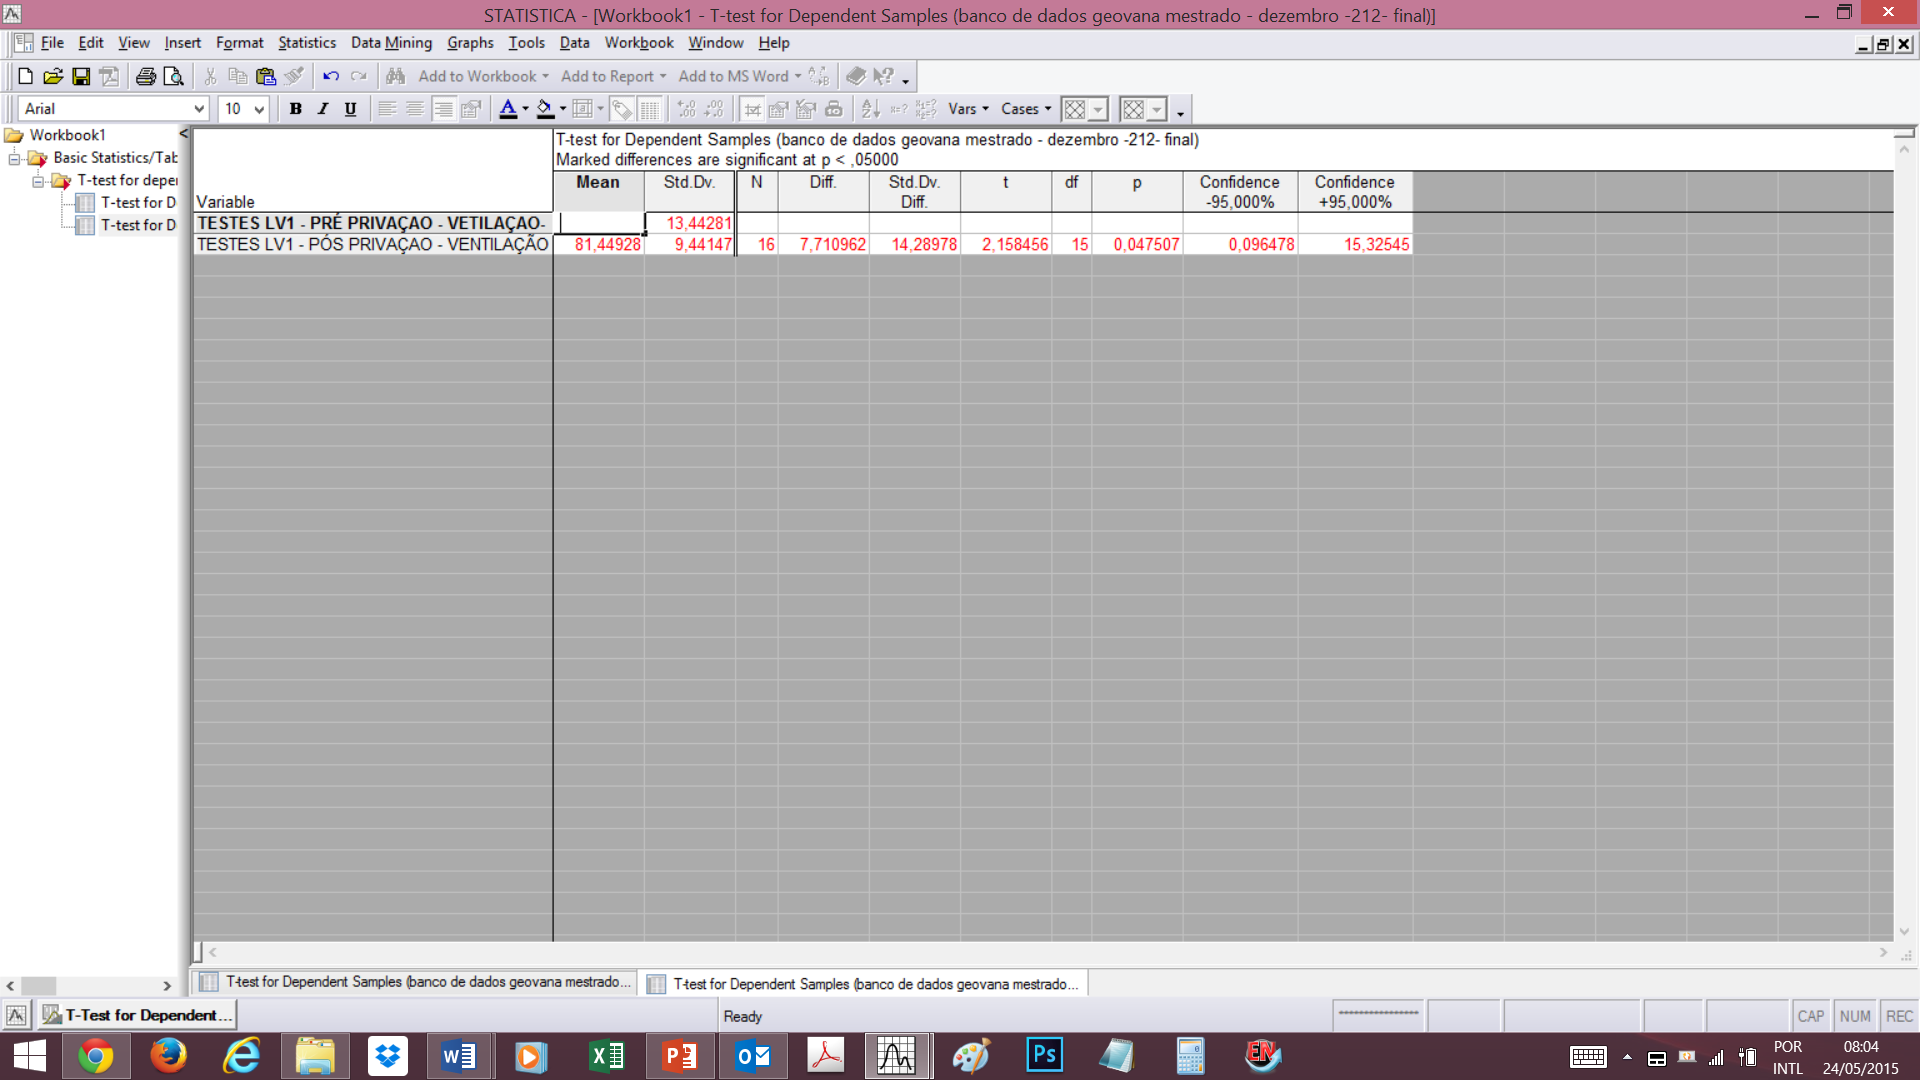 STATISTICA - [Workbook1 - T-test for Dependent Samples (banco de dados geovana mestrado - dezembro -212- final)]
File Edit View Insert Format Statistics Data Mining Graphs Tools Data Workbook Window Help
Add to Workbook Add to Report Add to MS Word
Arial 10 B I U Vars Cases
Workbook1
Basic Statistics/Tab
T-test for deper
T-test for D
T-test for D
T-test for Dependent Samples (banco de dados geovana mestrado - dezembro -212- final)
Marked differences are significant at p < ,05000
Variable Mean Std.Dv. N Diff. Std.Dv. Diff. t df p Confidence -95,000% Confidence +95,000%
TESTES LV1 - PRÉ PRIVAÇAO - VETILAÇAO- 13,44281
TESTES LV1 - PÓS PRIVAÇAO - VENTILAÇÃO 81,44928 9,44147 16 7,710962 14,28978 2,158456 15 0,047507 0,096478 15,32545
T-test for Dependent Samples (banco de dados geovana mestrado... T-test for Dependent Samples (banco de dados geovana mestrado...
T-Test for Dependent... Ready CAP NUM REC
POR 08:04
INTL 24/05/2015